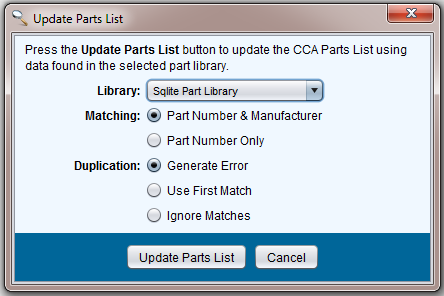 Update Parts List
Press the Update Parts List button to update the CCA Parts List using
data found in the selected part library.
Library: Sqlite Part Library
Matching: Part Number & Manufacturer
Part Number Only
Duplication: Generate Error
Use First Match
Ignore Matches
Update Parts List Cancel